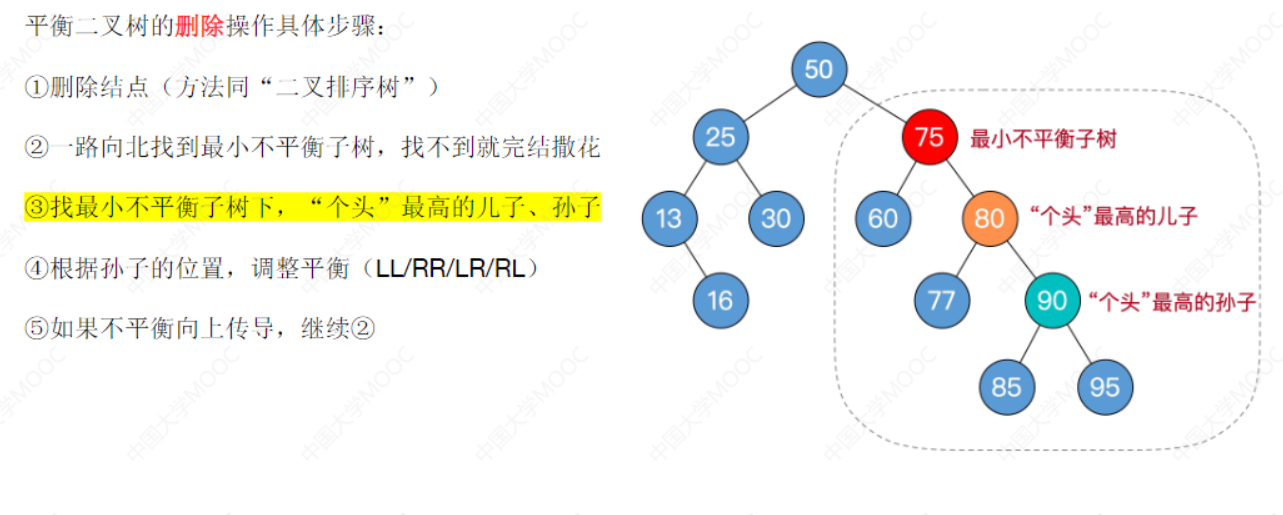 平衡二叉树的删除操作具体步骤：
①删除结点（方法同“二叉排序树”）
②一路向北找到最小不平衡子树，找不到就完结撒花
③找最小不平衡子树下，“个头”最高的儿子、孙子
④根据孙子的位置，调整平衡（LL/RR/LR/RL）
⑤如果不平衡向上传导，继续②
50
25
75
最小不平衡子树
13
30
60
80
“个头”最高的儿子
16
77
90
“个头”最高的孙子
85
95
中国大学MOOC